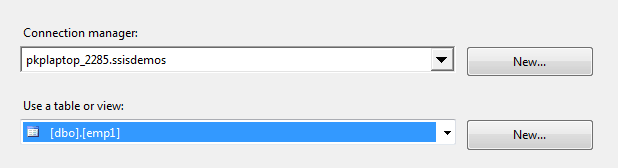 Connection manager:
pkplaptop_2285.ssisdemos
New...
Use a table or view:
[dbo].[emp1]
New...